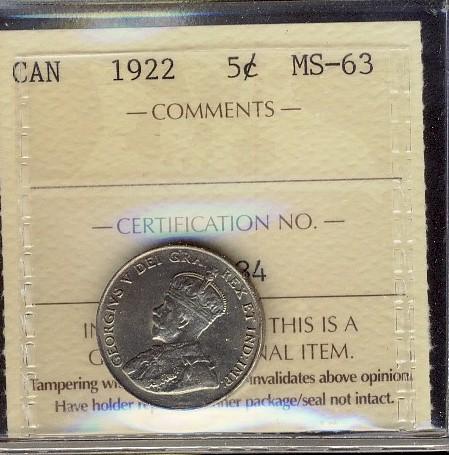 CAN 1922 5¢ MS-63
— COMMENTS —
— CERTIFICATION NO. —
84
GEORGIVS V DEI GRA: REX ET IND:IMP:
THIS IS A
ITEM.
Tampering invalidates above opinion.
Have holder package/seal not intact.